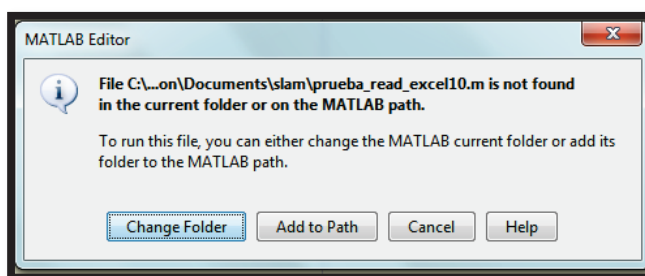 MATLAB Editor
File C:\...on\Documents\slam\prueba_read_excel10.m is not found
in the current folder or on the MATLAB path.
To run this file, you can either change the MATLAB current folder or add its
folder to the MATLAB path.
Change Folder Add to Path Cancel Help